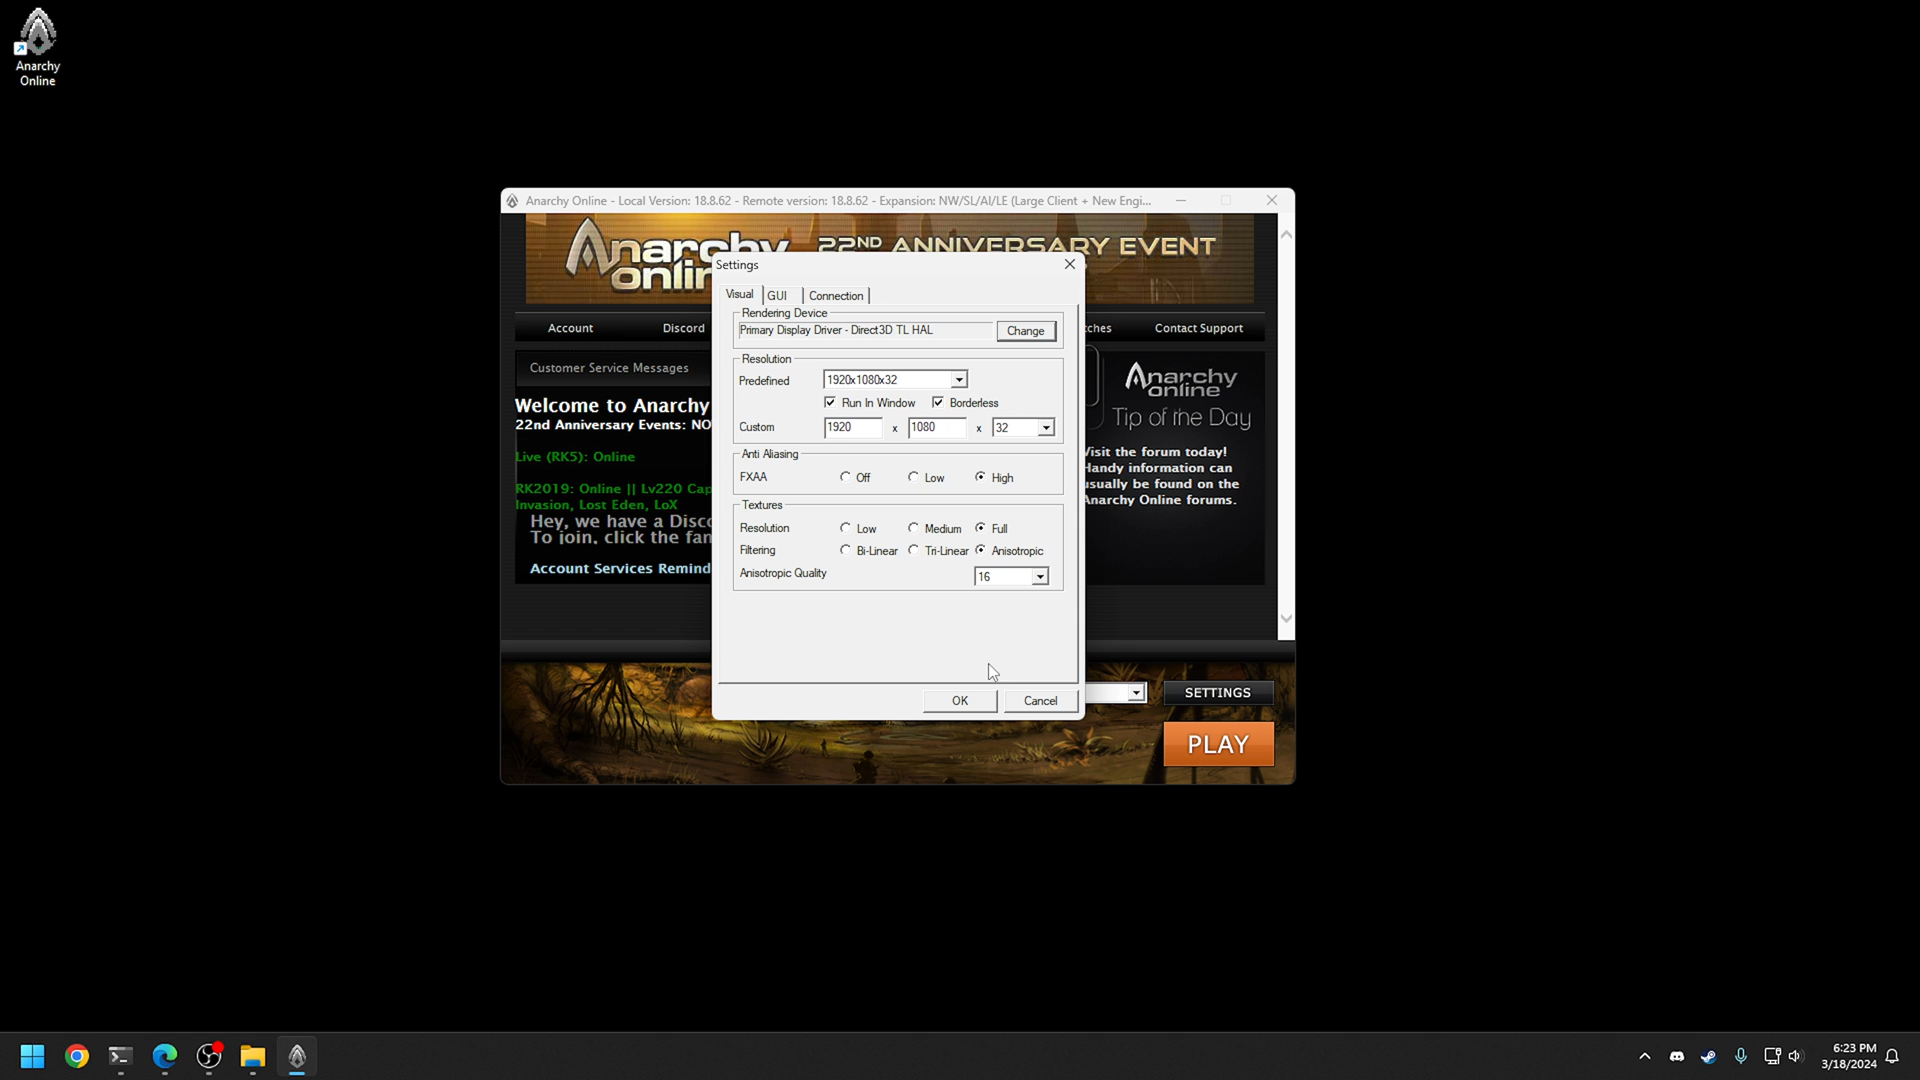 Anarchy
Online
Anarchy Online - Local Version: 18.8.62 - Remote version: 18.8.62 - Expansion: NW/SL/AI/LE (Large Client + New Engi...
Anarchy
onlin
22ND ANNIVERSARY EVENT
Account
Discord
ches
Contact Support
Customer Service Messages
Welcome to Anarchy
22nd Anniversary Events: NO
Live (RK5): Online
RK2019: Online || Lv220 Cap
Invasion, Lost Eden, LoX
Hey, we have a Disco
To join, click the fan
Account Services Remind
Settings
Visual
GUI
Connection
Rendering Device
Primary Display Driver - Direct3D TL HAL
Change
Resolution
Predefined
1920x1080x32
Run In Window
Borderless
Custom
1920 x 1080 x 32
Anti Aliasing
FXAA
Off
Low
High
Textures
Resolution
Low
Medium
Full
Filtering
Bi-Linear
Tri-Linear
Anisotropic
Anisotropic Quality
16
OK
Cancel
Anarchy
online
Tip of the Day
Visit the forum today!
Handy information can
usually be found on the
Anarchy Online forums.
SETTINGS
PLAY
6:23 PM
3/18/2024